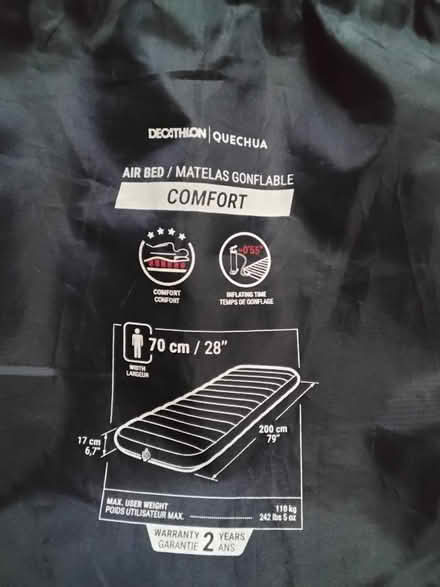 DECATHLON | QUECHUA
AIR BED / MATELAS GONFLABLE
COMFORT
≈0'55"
COMFORT
CONFORT
INFLATING TIME
TEMPS DE GONFLAGE
70 cm / 28"
WIDTH
LARGEUR
200 cm
79"
17 cm
6,7"
MAX. USER WEIGHT
POIDS UTILISATEUR MAX.
110 kg
242 lbs 5 oz
WARRANTY 2 YEARS
GARANTIE ANS